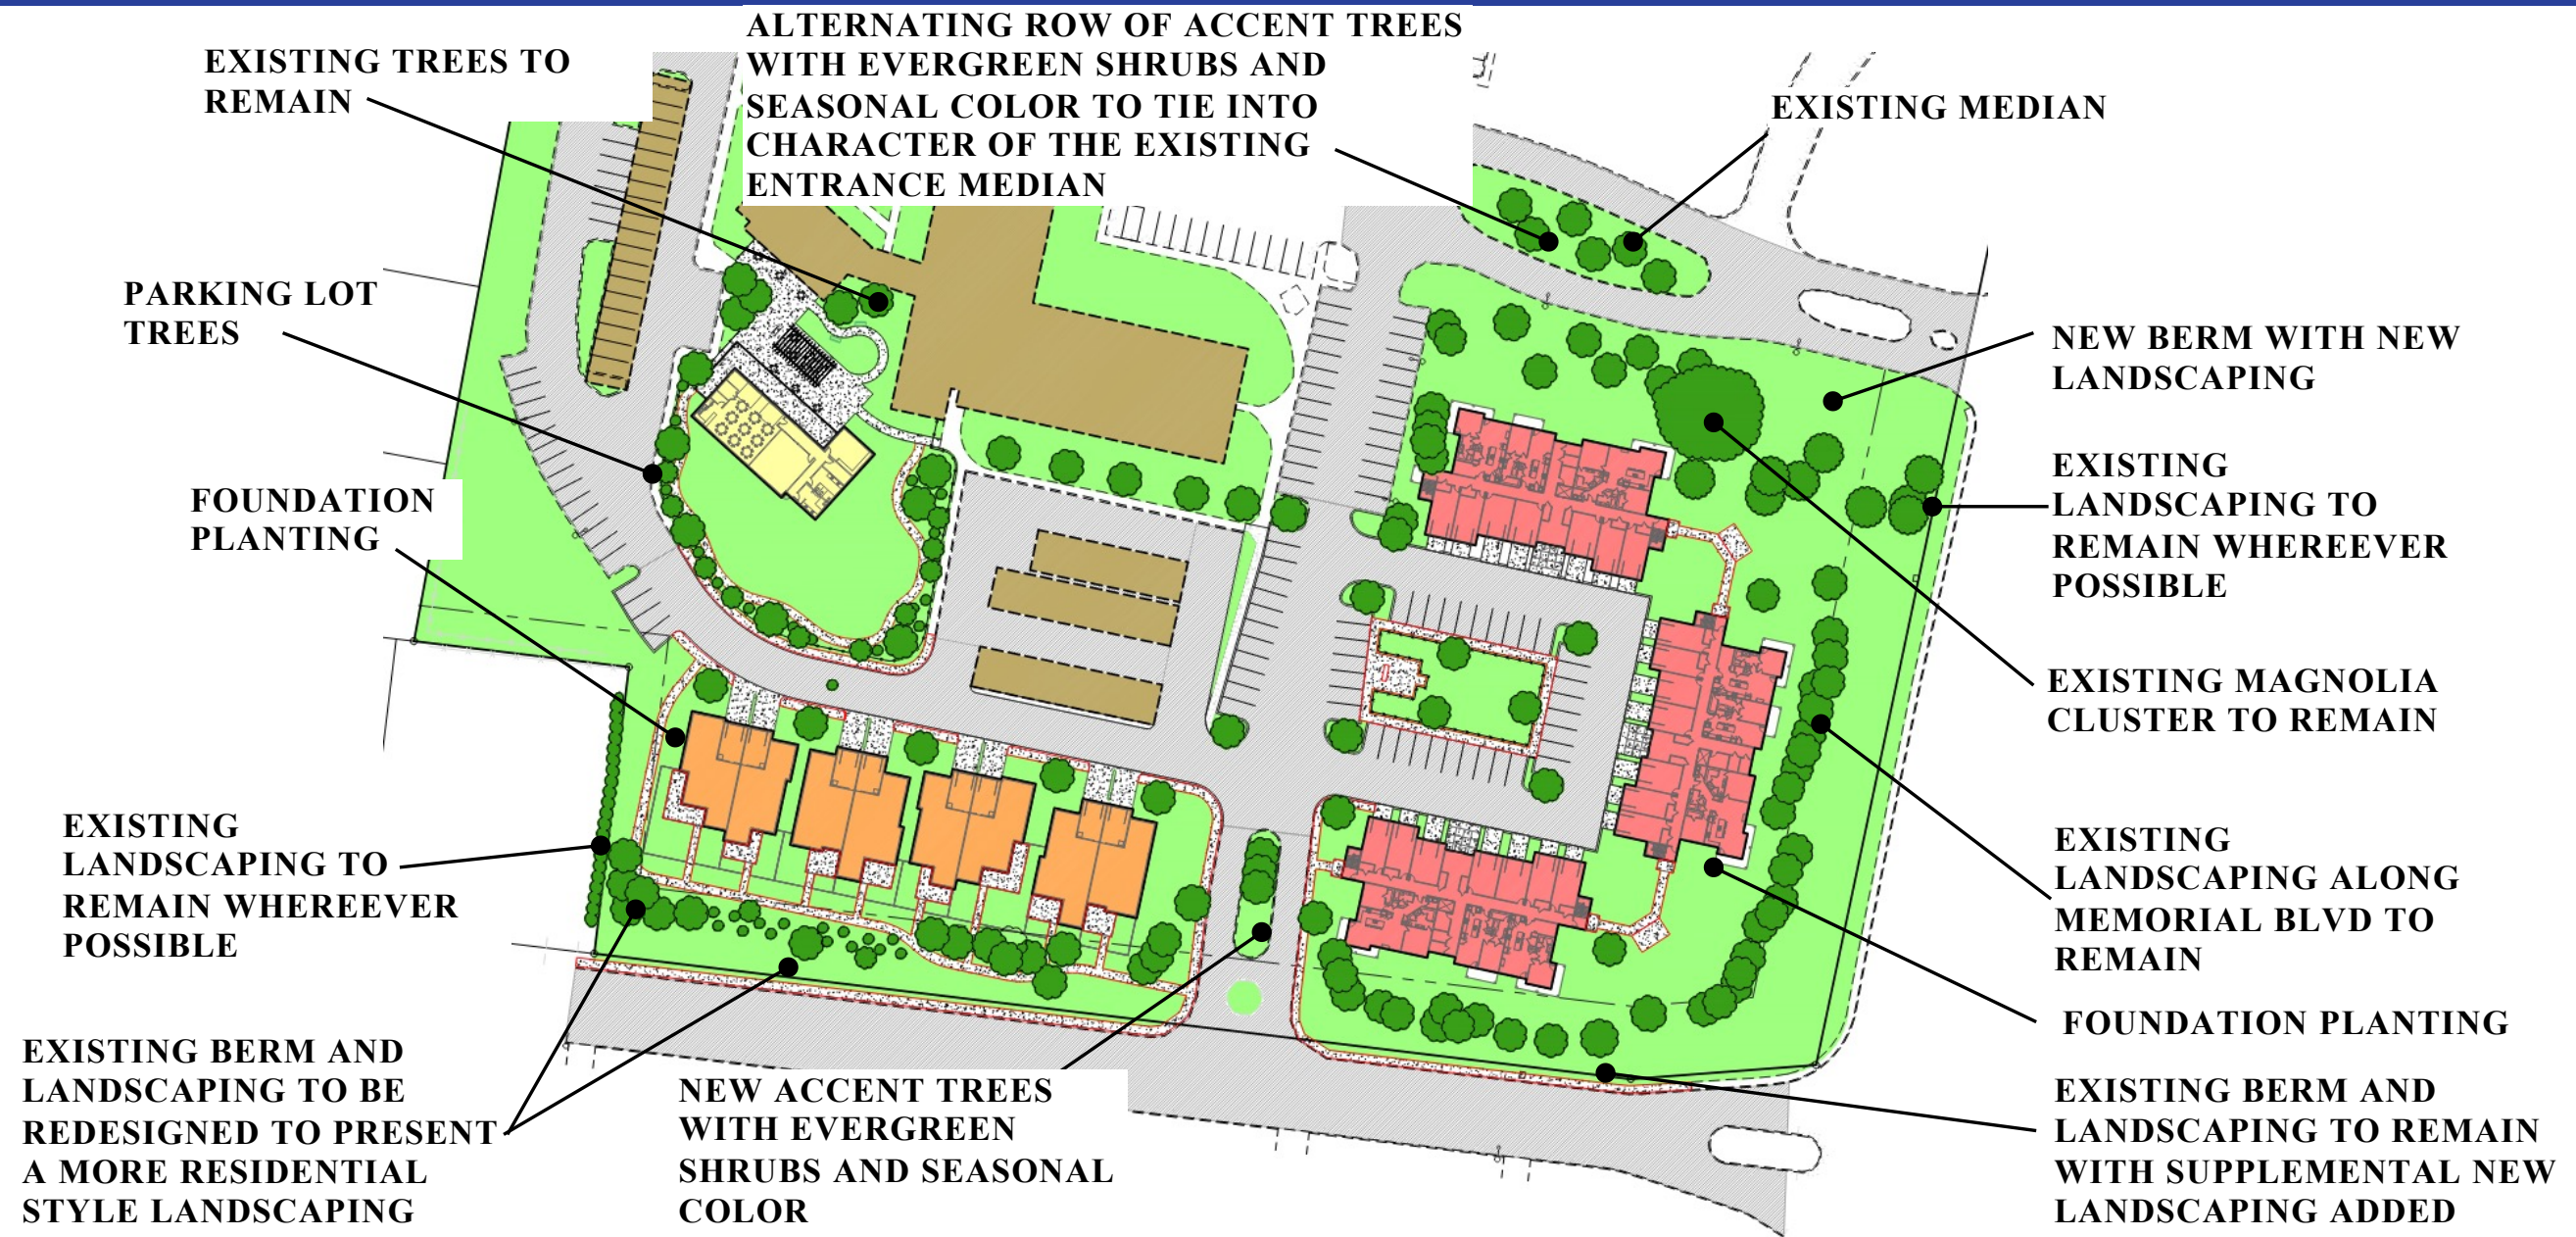 ALTERNATING ROW OF ACCENT TREES
WITH EVERGREEN SHRUBS AND
SEASONAL COLOR TO TIE INTO
CHARACTER OF THE EXISTING
ENTRANCE MEDIAN
EXISTING TREES TO
REMAIN
EXISTING MEDIAN
PARKING LOT
TREES
FOUNDATION
PLANTING
EXISTING
LANDSCAPING TO
REMAIN WHEREEVER
POSSIBLE
EXISTING BERM AND
LANDSCAPING TO BE
REDESIGNED TO PRESENT
A MORE RESIDENTIAL
STYLE LANDSCAPING
NEW ACCENT TREES
WITH EVERGREEN
SHRUBS AND SEASONAL
COLOR
NEW BERM WITH NEW
LANDSCAPING
EXISTING
LANDSCAPING TO
REMAIN WHEREEVER
POSSIBLE
EXISTING MAGNOLIA
CLUSTER TO REMAIN
EXISTING
LANDSCAPING ALONG
MEMORIAL BLVD TO
REMAIN
FOUNDATION PLANTING
EXISTING BERM AND
LANDSCAPING TO REMAIN
WITH SUPPLEMENTAL NEW
LANDSCAPING ADDED